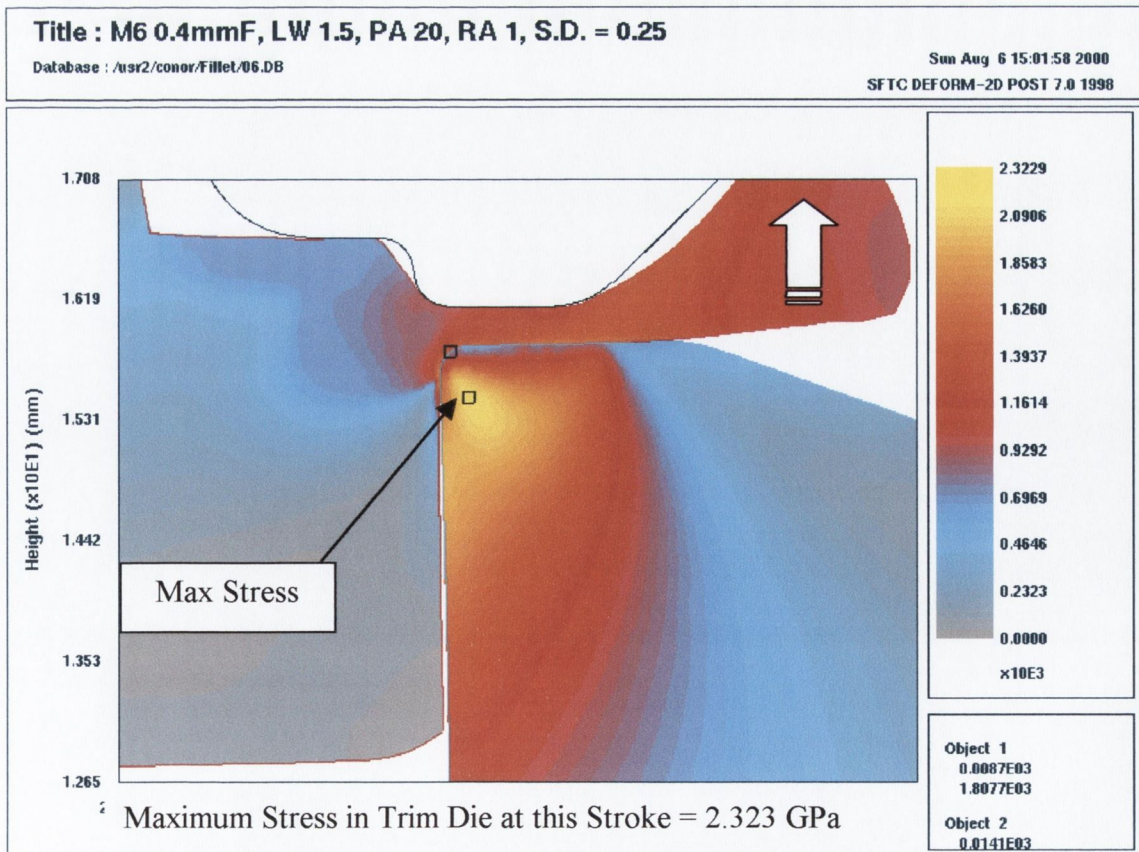 Title : M6 0.4mmF, LW 1.5, PA 20, RA 1, S.D. = 0.25
Database : /usr2/conor/Fillet/06.DB
Sun Aug 6 15:01:58 2000
SFTC DEFORM-2D POST 7.0 1998
1.708
1.619
1.531
1.442
1.353
1.265
Height (x10E1) (mm)
Max Stress
2.3229
2.0906
1.8583
1.6260
1.3937
1.1614
0.9292
0.6969
0.4646
0.2323
0.0000
x10E3
Object 1
0.0087E03
1.8077E03
Object 2
0.0141E03
Maximum Stress in Trim Die at this Stroke = 2.323 GPa